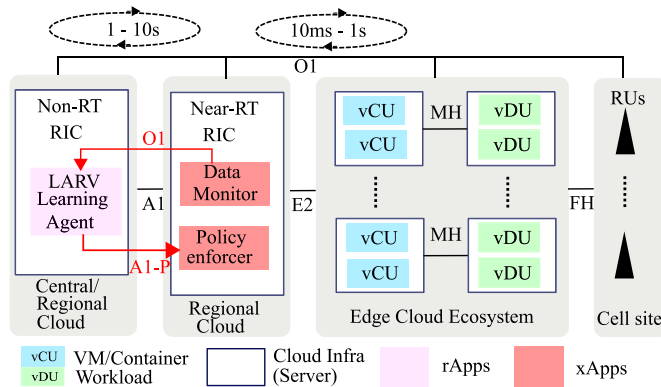 1 - 10s
10ms - 1s
O1
Non-RT
RIC
Near-RT
RIC
RUs
vCU
MH
vDU
vCU
vDU
O1
LARV
Learning
Agent
Data
Monitor
A1
E2
FH
Policy
enforcer
A1-P
vCU
MH
vDU
vCU
vDU
Central/
Regional
Cloud
Regional
Cloud
Edge Cloud Ecosystem
Cell site
vCU
VM/Container
vDU
Workload
Cloud Infra
(Server)
rApps
xApps